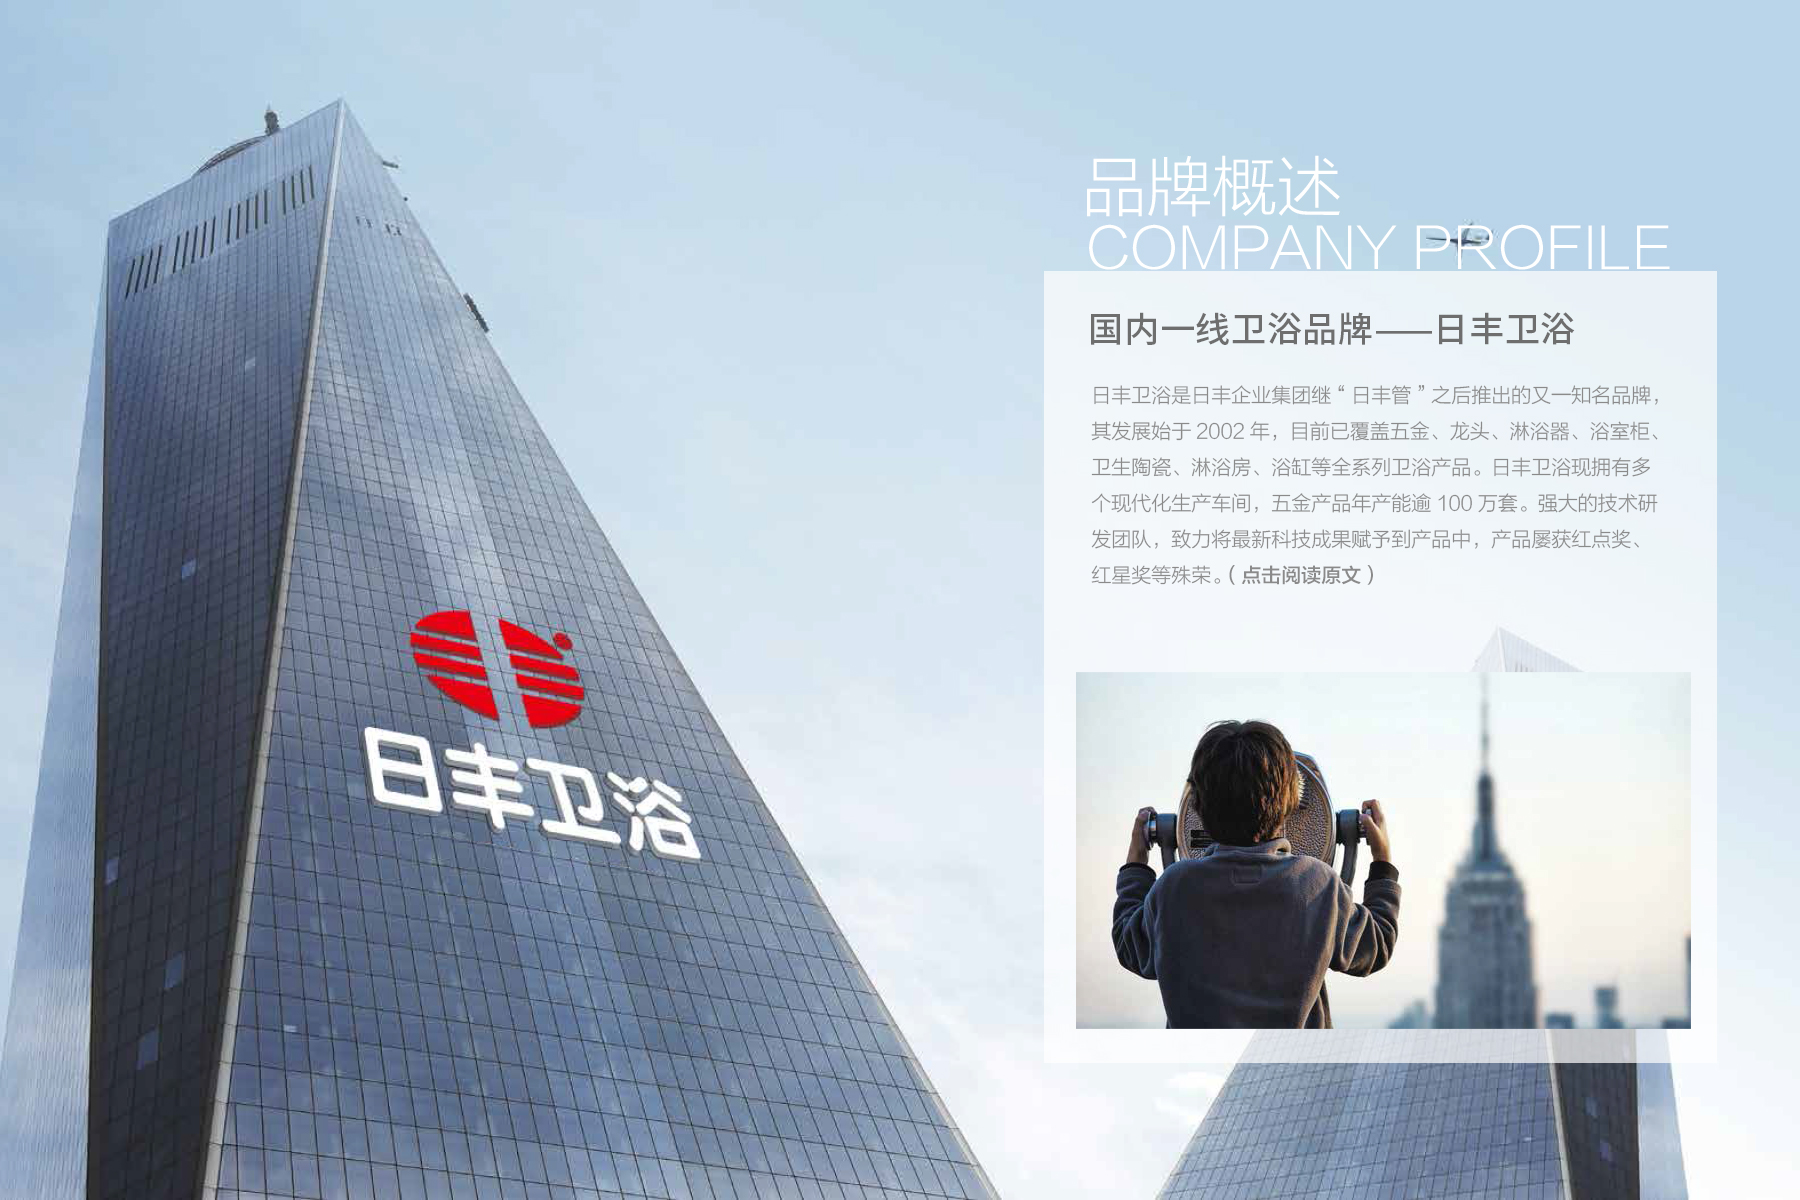 日丰卫浴
品牌概述
COMPANY PROFILE
国内一线卫浴品牌——日丰卫浴
日丰卫浴是日丰企业集团继“日丰管”之后推出的又一知名品牌，
其发展始于 2002 年，目前已覆盖五金、龙头、淋浴器、浴室柜、
卫生陶瓷、淋浴房、浴缸等全系列卫浴产品。日丰卫浴现拥有多
个现代化生产车间，五金产品年产能逾 100 万套。强大的技术研
发团队，致力将最新科技成果赋予到产品中，产品屡获红点奖、
红星奖等殊荣。（点击阅读原文）